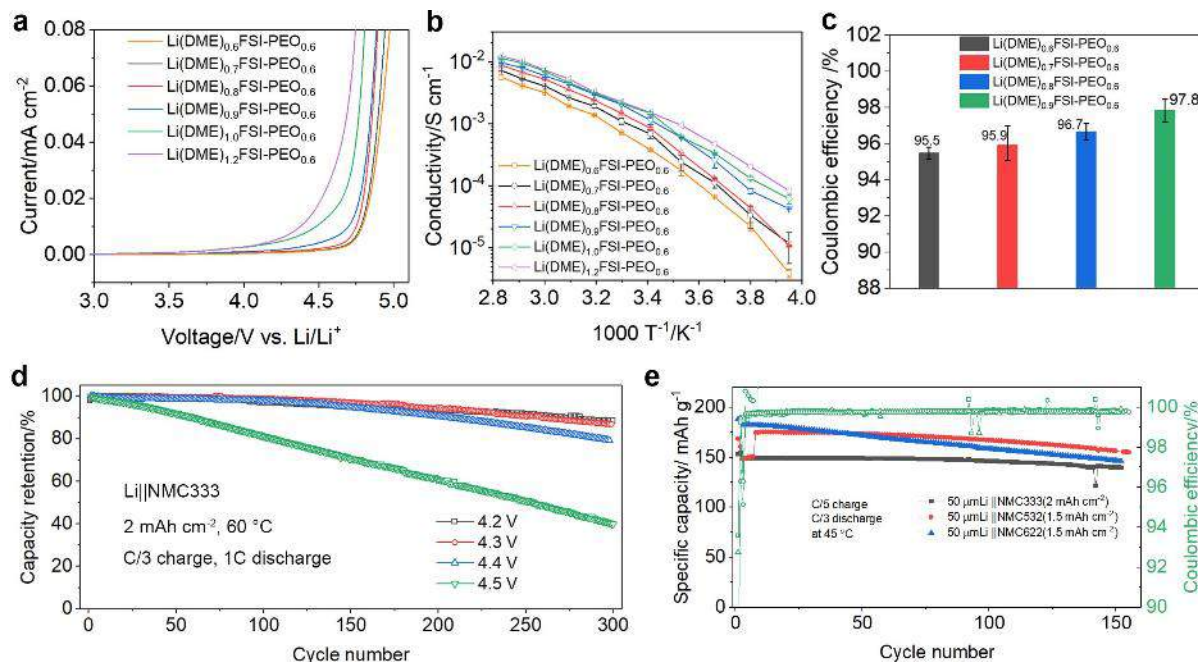 a
Current/mA cm⁻²
0.08
0.06
0.04
0.02
0.00
Li(DME)₀.₆FSI-PEO₀.₆
Li(DME)₀.₇FSI-PEO₀.₆
Li(DME)₀.₈FSI-PEO₀.₆
Li(DME)₀.₉FSI-PEO₀.₆
Li(DME)₁.₀FSI-PEO₀.₆
Li(DME)₁.₂FSI-PEO₀.₆
3.0 3.5 4.0 4.5 5.0
Voltage/V vs. Li/Li⁺
b
Conductivity/S cm⁻¹
10⁻²
10⁻³
10⁻⁴
10⁻⁵
Li(DME)₀.₆FSI-PEO₀.₆
Li(DME)₀.₇FSI-PEO₀.₆
Li(DME)₀.₈FSI-PEO₀.₆
Li(DME)₀.₉FSI-PEO₀.₆
Li(DME)₁.₀FSI-PEO₀.₆
Li(DME)₁.₂FSI-PEO₀.₆
2.8 3.0 3.2 3.4 3.6 3.8 4.0
1000 T⁻¹/K⁻¹
c
Coulombic efficiency /%
104
102
100
98
96
94
92
90
88
Li(DME)₀.₆FSI-PEO₀.₆
Li(DME)₀.₇FSI-PEO₀.₆
Li(DME)₀.₈FSI-PEO₀.₆
Li(DME)₀.₉FSI-PEO₀.₆
95.5
95.9
96.7
97.8
d
Capacity retention/%
100
80
60
40
20
0
Li||NMC333
2 mAh cm⁻², 60 °C
C/3 charge, 1C discharge
4.2 V
4.3 V
4.4 V
4.5 V
0 50 100 150 200 250 300
Cycle number
e
Specific capacity/ mAh g⁻¹
200
150
100
50
0
C/5 charge
C/3 discharge
at 45 °C
50 μmLi ||NMC333(2 mAh cm⁻²)
50 μmLi ||NMC532(1.5 mAh cm⁻²)
50 μmLi ||NMC622(1.5 mAh cm⁻²)
100
98
96
94
92
90
Coulombic efficiency/%
0 50 100 150
Cycle number